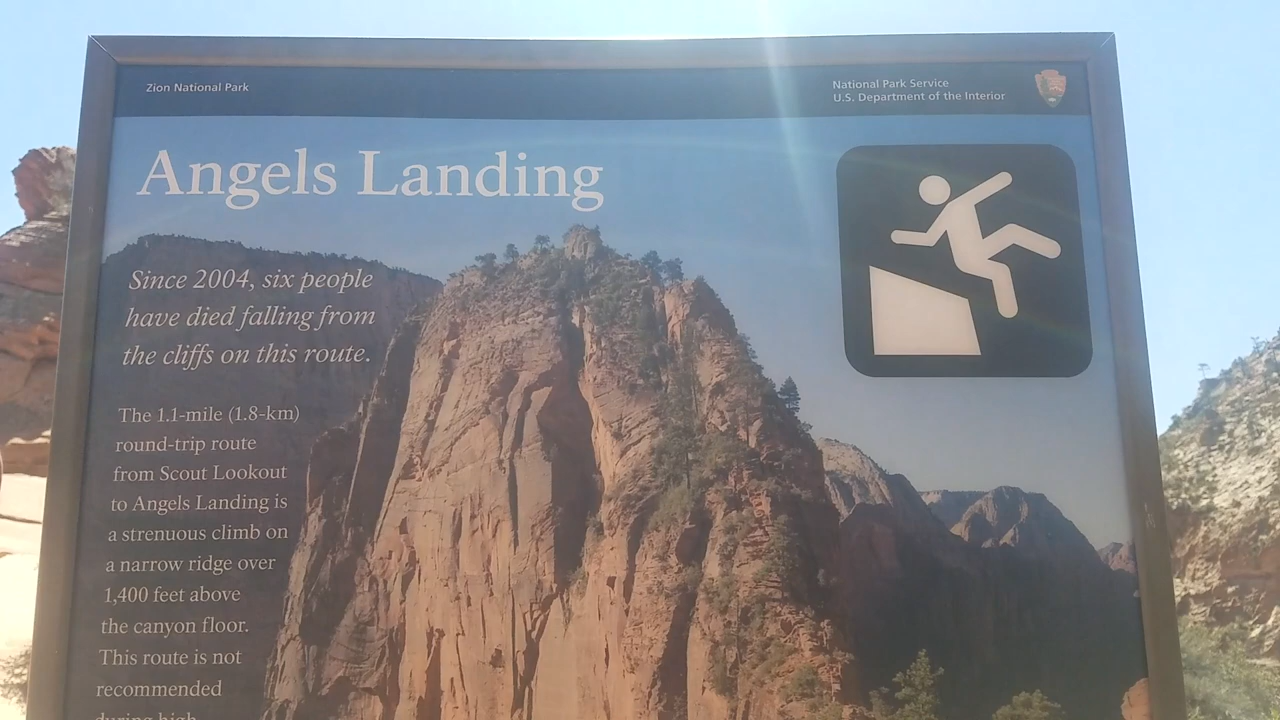 Zion National Park
National Park Service
U.S. Department of the Interior
Angels Landing
Since 2004, six people
have died falling from
the cliffs on this route.
The 1.1-mile (1.8-km)
round-trip route
from Scout Lookout
to Angels Landing is
a strenuous climb on
a narrow ridge over
1,400 feet above
the canyon floor.
This route is not
recommended
during high